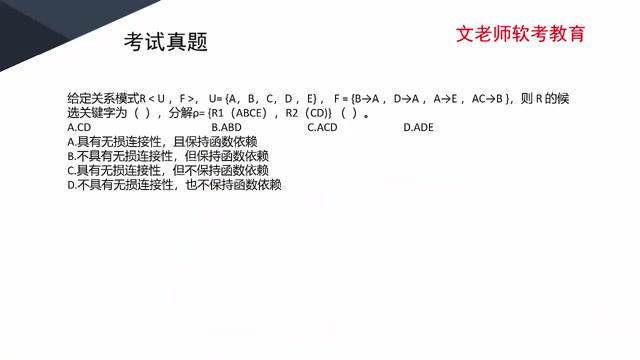 考试真题
文老师软考教育
给定关系模式R < U ，F >， U= {A，B，C，D ，E} ，F = {B→A ，D→A ，A→E ，AC→B }，则 R 的候
选关键字为（ ），分解ρ= {R1（ABCE），R2（CD)} （ ）。
A.CD B.ABD C.ACD D.ADE
A.具有无损连接性，且保持函数依赖
B.不具有无损连接性，但保持函数依赖
C.具有无损连接性，但不保持函数依赖
D.不具有无损连接性，也不保持函数依赖